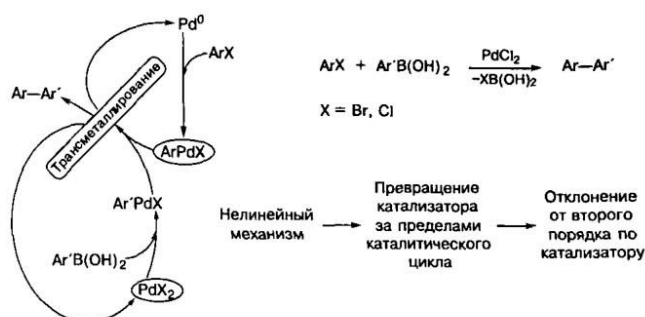 Pd⁰
ArX
Ar–Ar′
Трансметаллирование
ArPdX
Ar′PdX
Ar′B(OH)₂
PdX₂
ArX + Ar′B(OH)₂ PdCl₂ –XB(OH)₂ Ar–Ar′
X = Br, Cl
Нелинейный
механизм
Превращение
катализатора
за пределами
каталитического
цикла
Отклонение
от второго
порядка по
катализатору